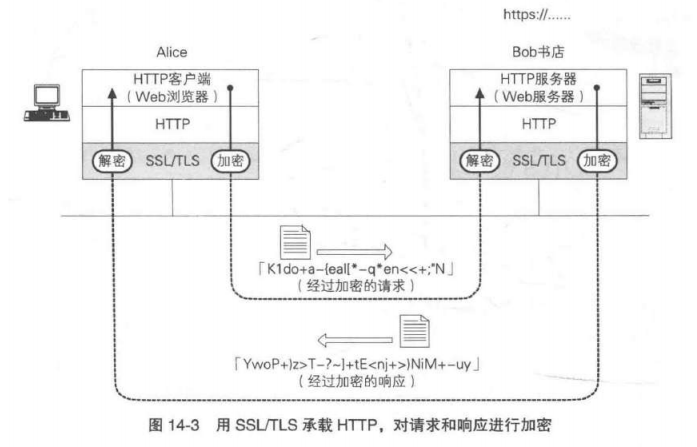 https://......
Alice
Bob书店
HTTP客户端
（Web浏览器）
HTTP
解密 SSL/TLS 加密
HTTP服务器
（Web服务器）
HTTP
解密 SSL/TLS 加密
「K1do+a-{eal[*-q*en<<+;"N」
（经过加密的请求）
「YwoP+)z>T-?~]+tE<nj+>)NiM+-uy」
（经过加密的响应）
图 14-3 用 SSL/TLS 承载 HTTP，对请求和响应进行加密